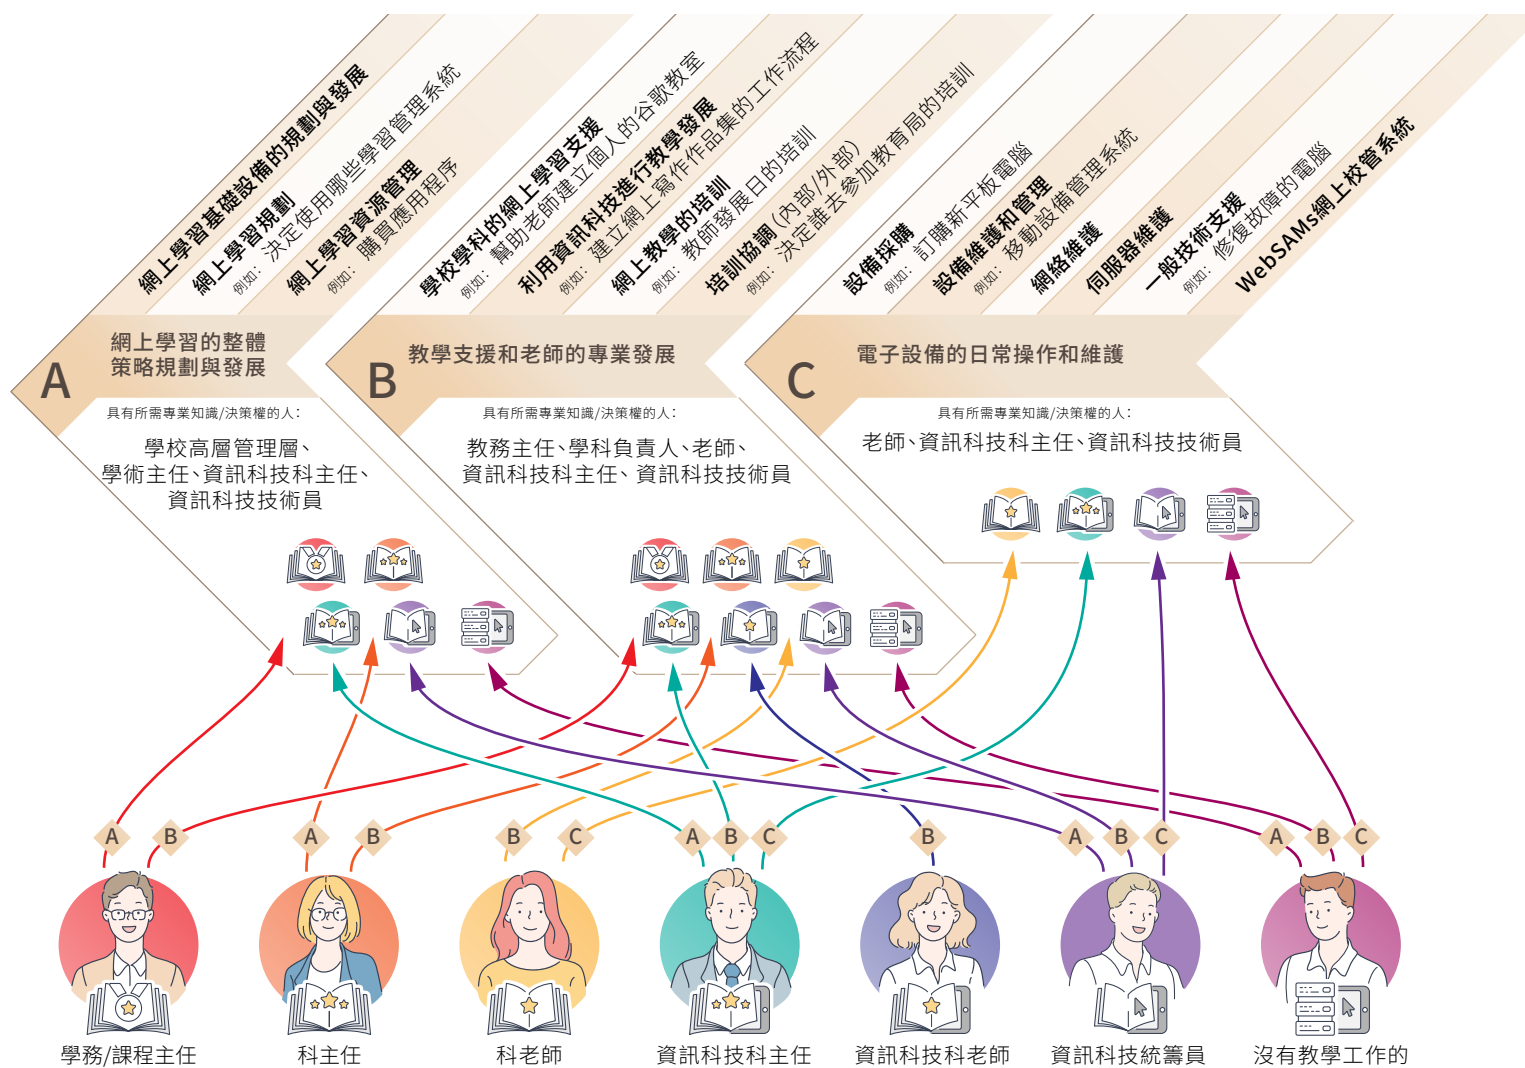 網上學習基礎設備的規劃與發展
網上學習規劃
例如：決定使用哪些學習管理系統
網上學習資源管理
例如：購買應用程序
學校學科的網上學習支援
例如：幫助老師建立個人的谷歌教室
利用資訊科技進行教學發展
例如：建立網上寫作作品集的工作流程
網上教學的培訓
例如：教師發展日的培訓
培訓協調(內部/外部)
例如：決定誰去參加教育局的培訓
設備採購
例如：訂購新平板電腦
設備維護和管理
例如：移動設備管理系統
網絡維護
伺服器維護
一般技術支援
例如：修復故障的電腦
WebSAMs網上校管系統
A
網上學習的整體
策略規劃與發展
具有所需專業知識/決策權的人：
學校高層管理層、
學術主任、資訊科技科主任、
資訊科技技術員
B
教學支援和老師的專業發展
具有所需專業知識/決策權的人：
教務主任、學科負責人、老師、
資訊科技科主任、資訊科技技術員
C
電子設備的日常操作和維護
具有所需專業知識/決策權的人：
老師、資訊科技科主任、資訊科技技術員
A B A B B C A B C B A B C A B C
學務/課程主任
科主任
科老師
資訊科技科主任
資訊科技科老師
資訊科技統籌員
沒有教學工作的